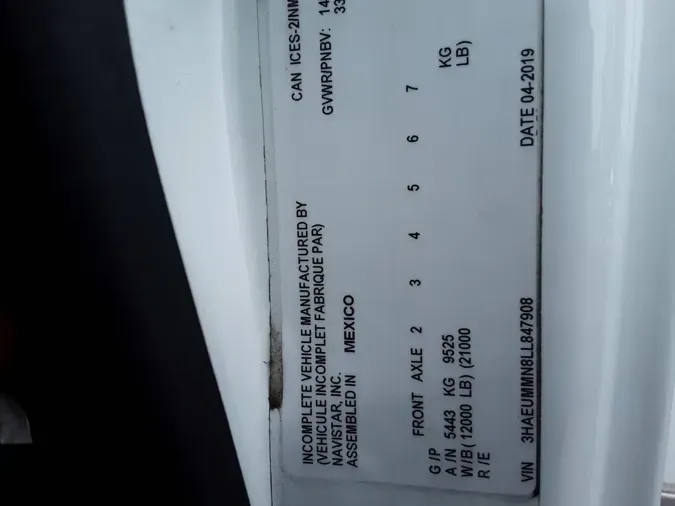 INCOMPLETE VEHICLE MANUFACTURED BY
(VEHICULE INCOMPLET FABRIQUE PAR)
NAVISTAR, INC.
ASSEMBLED IN MEXICO
CAN ICES-2/NM
GVWR/PNBV: 14
33
FRONT AXLE 2 3 4 5 6 7
G/P
A/N 5443 KG 9525 KG
W/B (12000 LB) (21000 LB)
R/E
VIN 3HAEUMMN8LL847908 DATE 04-2019